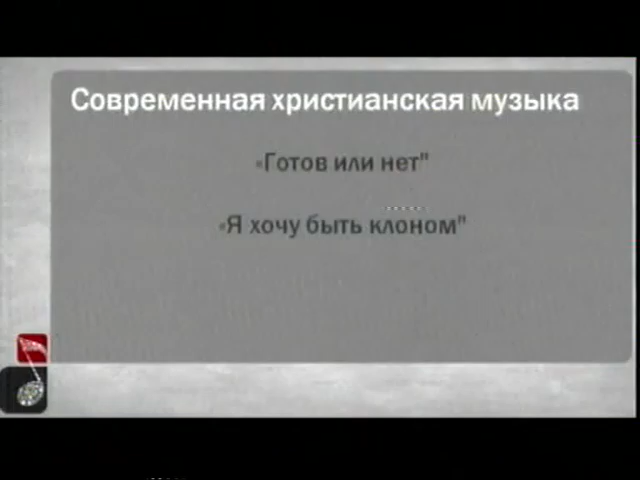 Современная христианская музыка
«Готов или нет"
«Я хочу быть клоном"